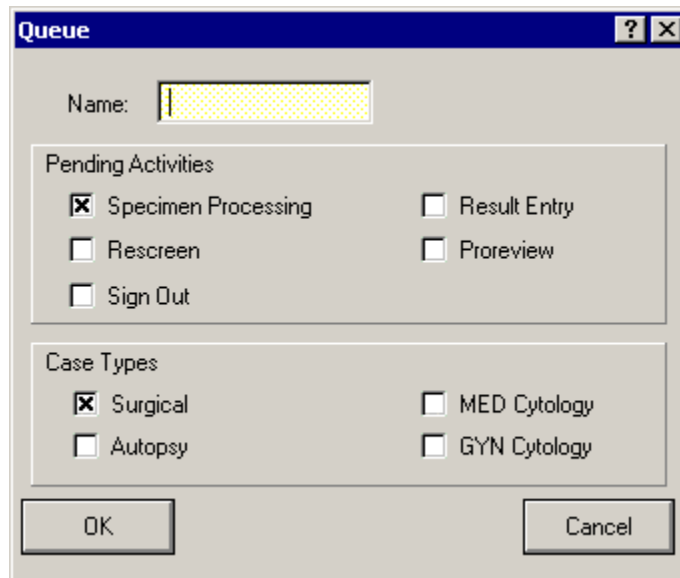 Queue
Name:
Pending Activities
Specimen Processing Result Entry
Rescreen Proreview
Sign Out
Case Types
Surgical MED Cytology
Autopsy GYN Cytology
OK Cancel